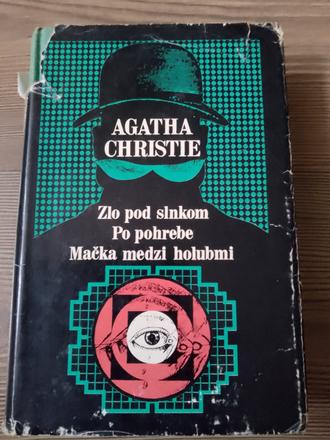 AGATHA
CHRISTIE
Zlo pod slnkom
Po pohrebe
Mačka medzi holubmi